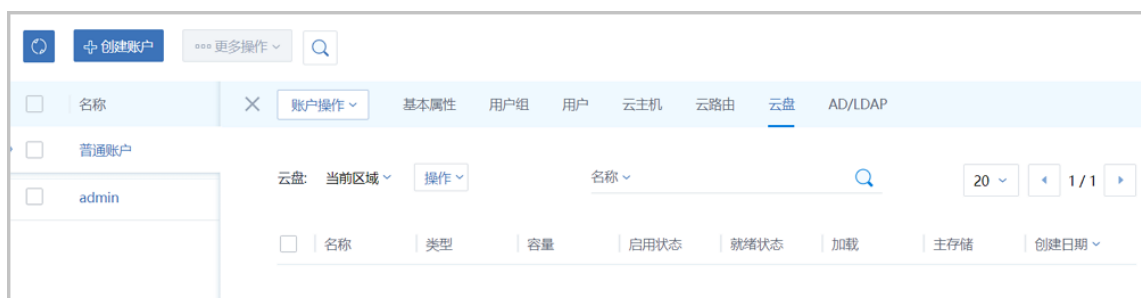 创建账户 更多操作
名称 账户操作 基本属性 用户组 用户 云主机 云路由 云盘 AD/LDAP
普通账户
云盘: 当前区域 操作 名称 20 1 / 1
admin
名称 类型 容量 启用状态 就绪状态 加载 主存储 创建日期